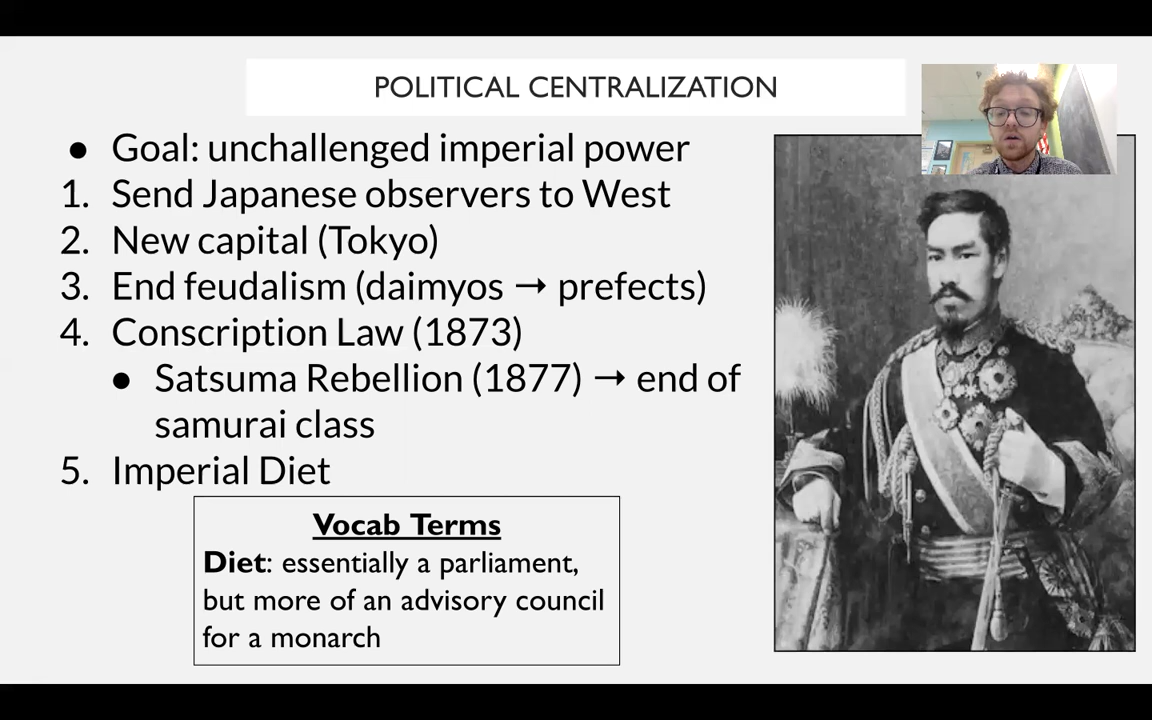 POLITICAL CENTRALIZATION
● Goal: unchallenged imperial power
1. Send Japanese observers to West
2. New capital (Tokyo)
3. End feudalism (daimyos → prefects)
4. Conscription Law (1873)
● Satsuma Rebellion (1877) → end of
samurai class
5. Imperial Diet
Vocab Terms
Diet: essentially a parliament,
but more of an advisory council
for a monarch